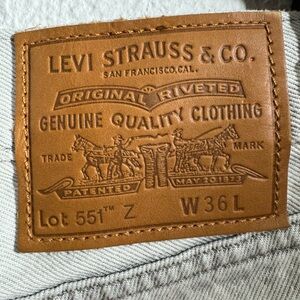 LEVI STRAUSS & CO.
SAN FRANCISCO, CAL.
ORIGINAL RIVETED
GENUINE QUALITY CLOTHING
TRADE MARK
PATENTED MAY 20 1873
Lot 551™ Z W36L